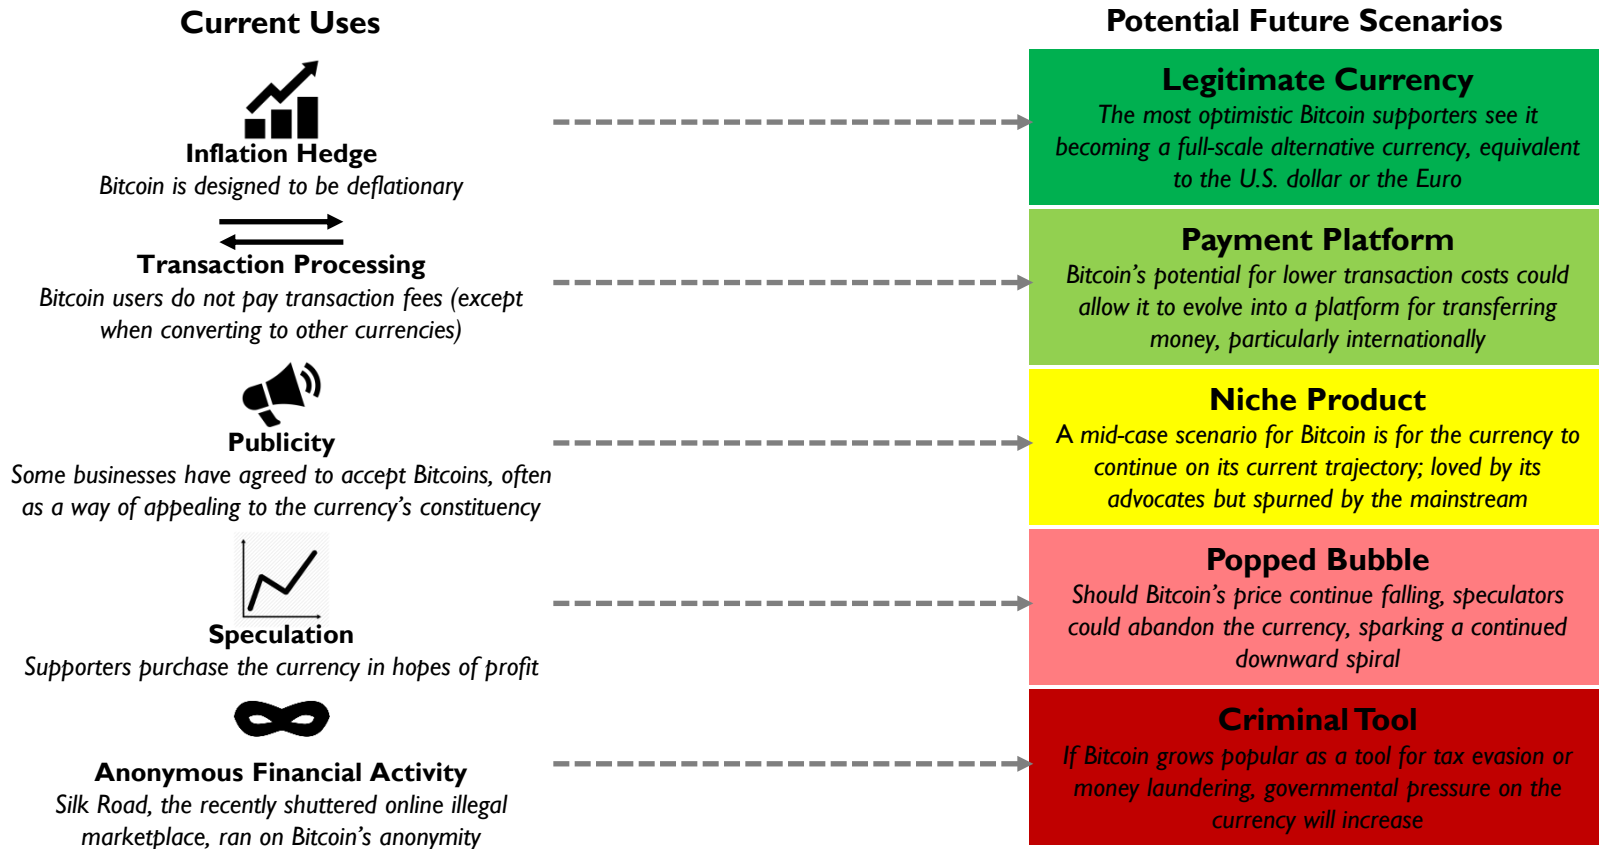 Current Uses
Inflation Hedge
Bitcoin is designed to be deflationary
Transaction Processing
Bitcoin users do not pay transaction fees (except
when converting to other currencies)
Publicity
Some businesses have agreed to accept Bitcoins, often
as a way of appealing to the currency’s constituency
Speculation
Supporters purchase the currency in hopes of profit
Anonymous Financial Activity
Silk Road, the recently shuttered online illegal
marketplace, ran on Bitcoin’s anonymity
Potential Future Scenarios
Legitimate Currency
The most optimistic Bitcoin supporters see it
becoming a full-scale alternative currency, equivalent
to the U.S. dollar or the Euro
Payment Platform
Bitcoin’s potential for lower transaction costs could
allow it to evolve into a platform for transferring
money, particularly internationally
Niche Product
A mid-case scenario for Bitcoin is for the currency to
continue on its current trajectory; loved by its
advocates but spurned by the mainstream
Popped Bubble
Should Bitcoin’s price continue falling, speculators
could abandon the currency, sparking a continued
downward spiral
Criminal Tool
If Bitcoin grows popular as a tool for tax evasion or
money laundering, governmental pressure on the
currency will increase